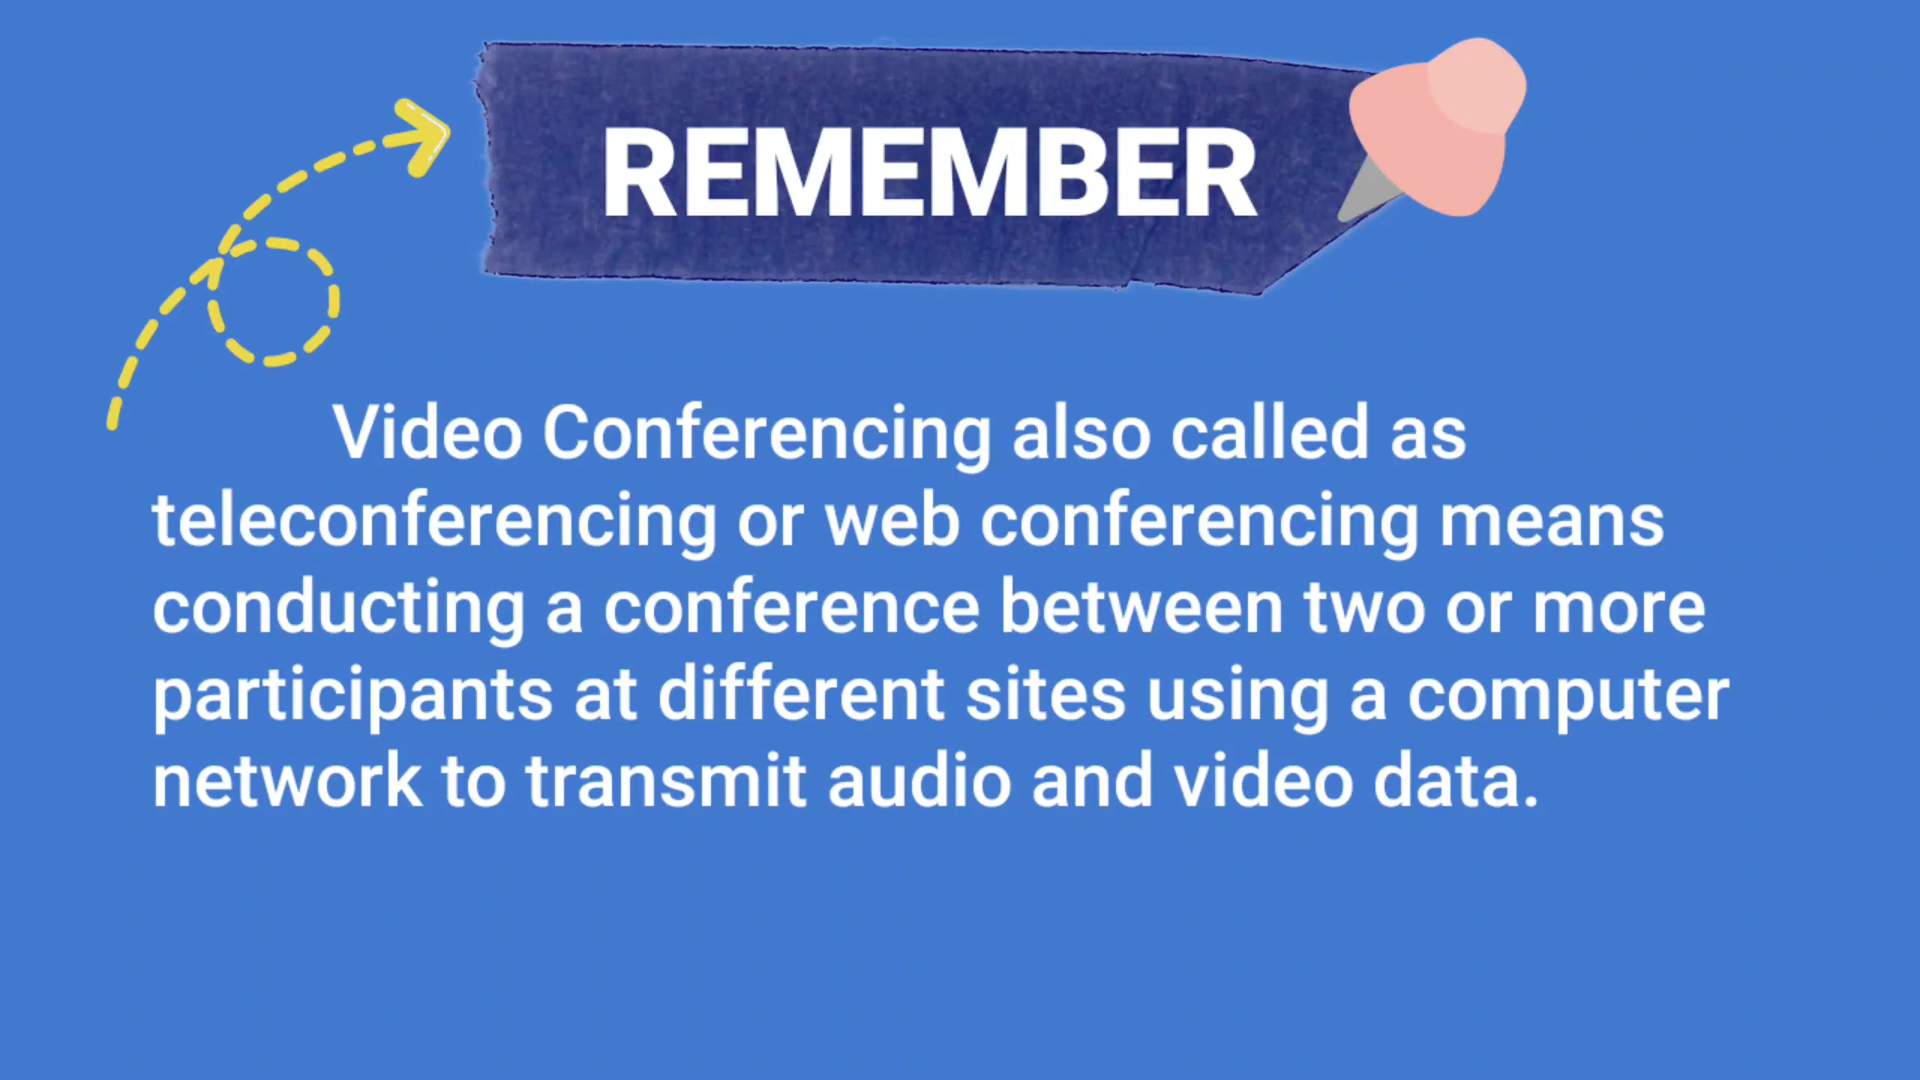 REMEMBER
Video Conferencing also called as
teleconferencing or web conferencing means
conducting a conference between two or more
participants at different sites using a computer
network to transmit audio and video data.